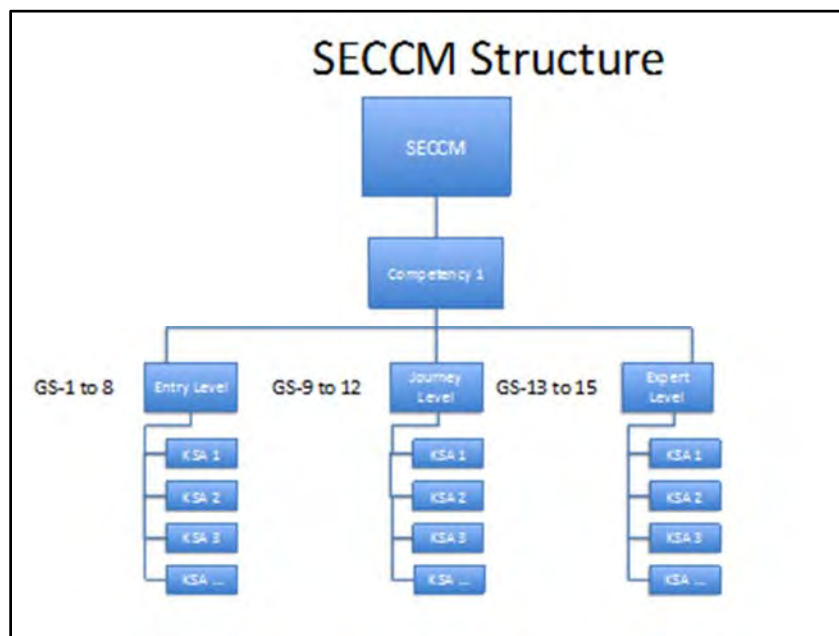 SECCM Structure
SECCM
Competency 1
GS-1 to 8
Entry Level
GS-9 to 12
Journey
Level
GS-13 to 15
Expert
Level
KSA 1
KSA 2
KSA 3
KSA ...
KSA 1
KSA 2
KSA 3
KSA ...
KSA 1
KSA 2
KSA 3
KSA ...